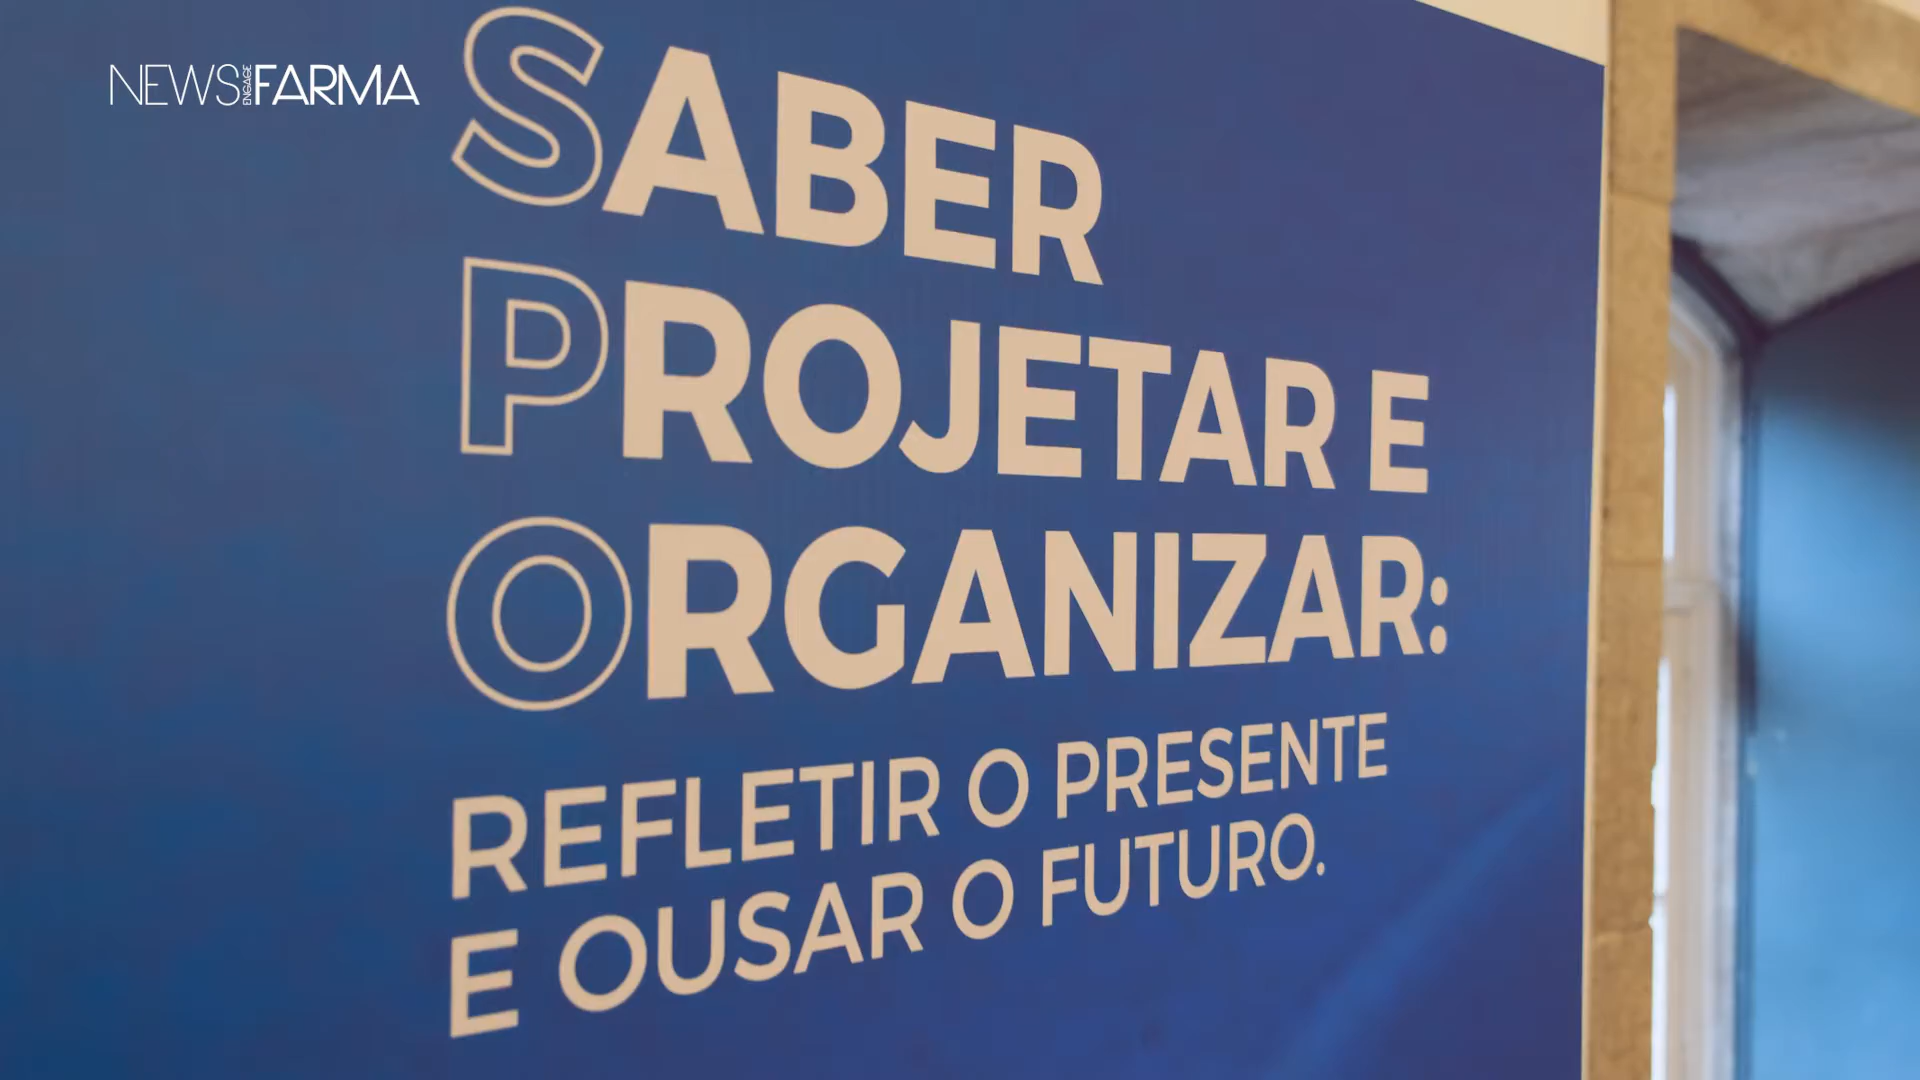 NEWS ENGAGE FARMA
SABER
PROJETAR E
ORGANIZAR:
REFLETIR O PRESENTE
E OUSAR O FUTURO.